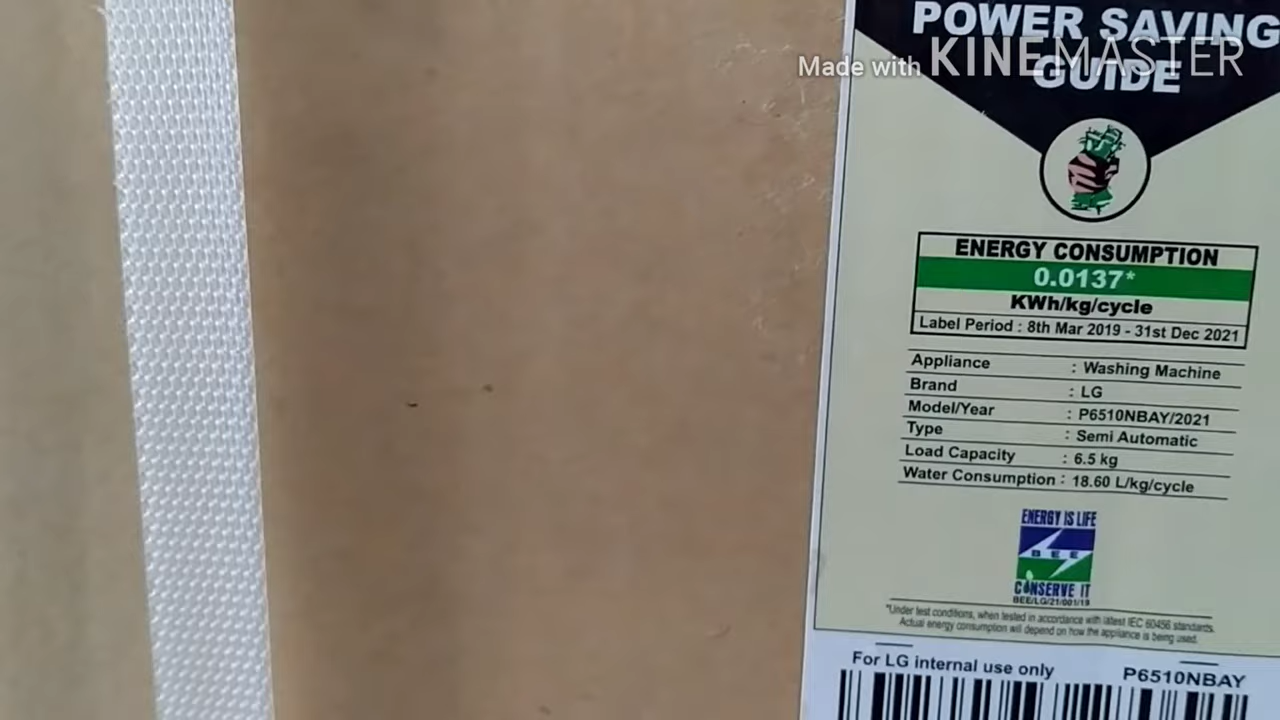 POWER SAVING
GUIDE
Made with KINEMASTER
ENERGY CONSUMPTION
0.0137*
KWh/kg/cycle
Label Period : 8th Mar 2019 - 31st Dec 2021
Appliance : Washing Machine
Brand : LG
Model/Year : P6510NBAY/2021
Type : Semi Automatic
Load Capacity : 6.5 kg
Water Consumption : 18.60 L/kg/cycle
ENERGY IS LIFE
BEE
CONSERVE IT
BEE/LG/21/001/19
*Under test conditions, when tested in accordance with latest IEC 60456 standards.
Actual energy consumption will depend on how the appliance is being used.
For LG internal use only P6510NBAY